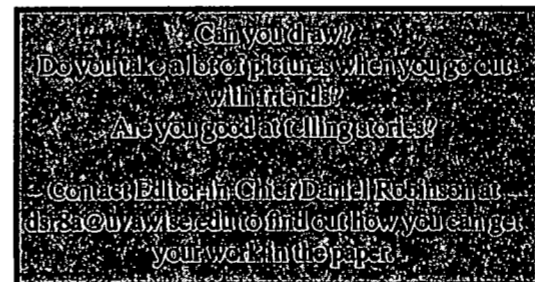 Can you draw?
Do you take a lot of pictures when you go out
with friends?
Are you good at telling stories?
Contact Editor-in Chief Daniel Robinson at
dsr8a@uvawise.edu to find out how you can get
your work in the paper.